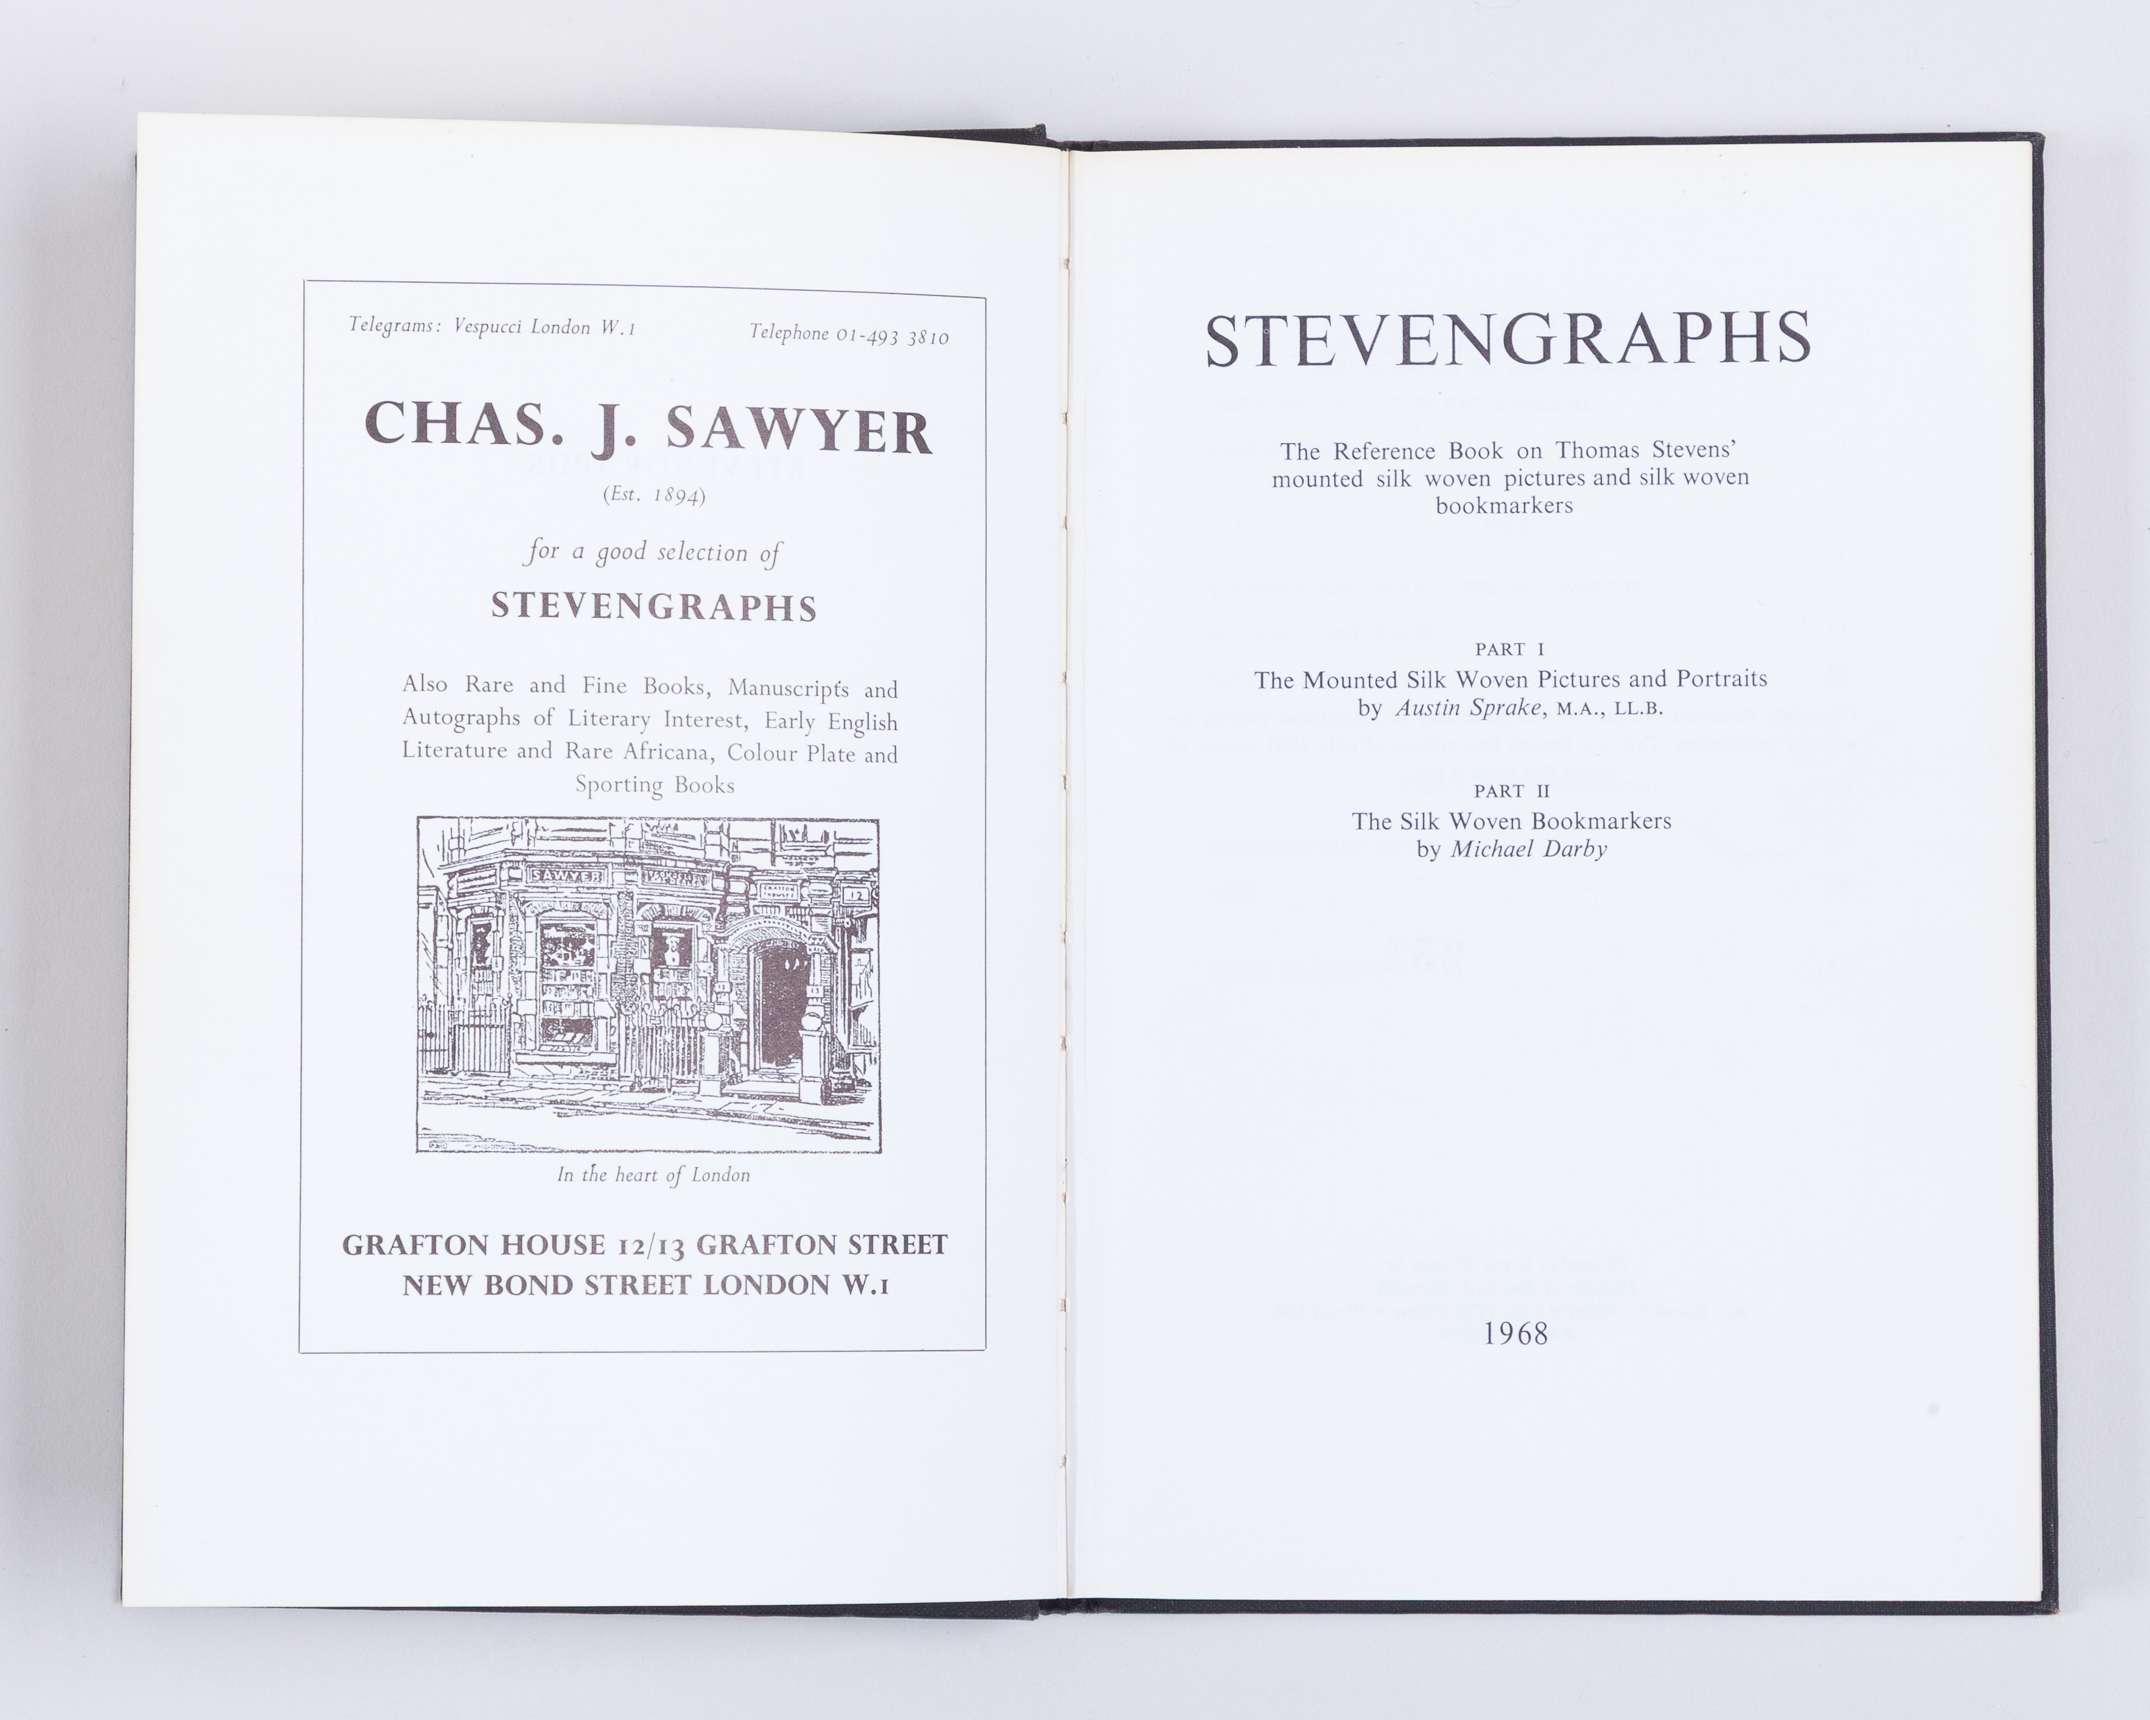 Telegrams: Vespucci London W.1
Telephone 01-493 3810
CHAS. J. SAWYER
(Est. 1894)
for a good selection of
STEVENGRAPHS
Also Rare and Fine Books, Manuscripts and
Autographs of Literary Interest, Early English
Literature and Rare Africana, Colour Plate and
Sporting Books
SAWYER
12
In the heart of London
GRAFTON HOUSE 12/13 GRAFTON STREET
NEW BOND STREET LONDON W.1
STEVENGRAPHS
The Reference Book on Thomas Stevens'
mounted silk woven pictures and silk woven
bookmarkers
PART I
The Mounted Silk Woven Pictures and Portraits
by Austin Sprake, M.A., LL.B.
PART II
The Silk Woven Bookmarkers
by Michael Darby
1968